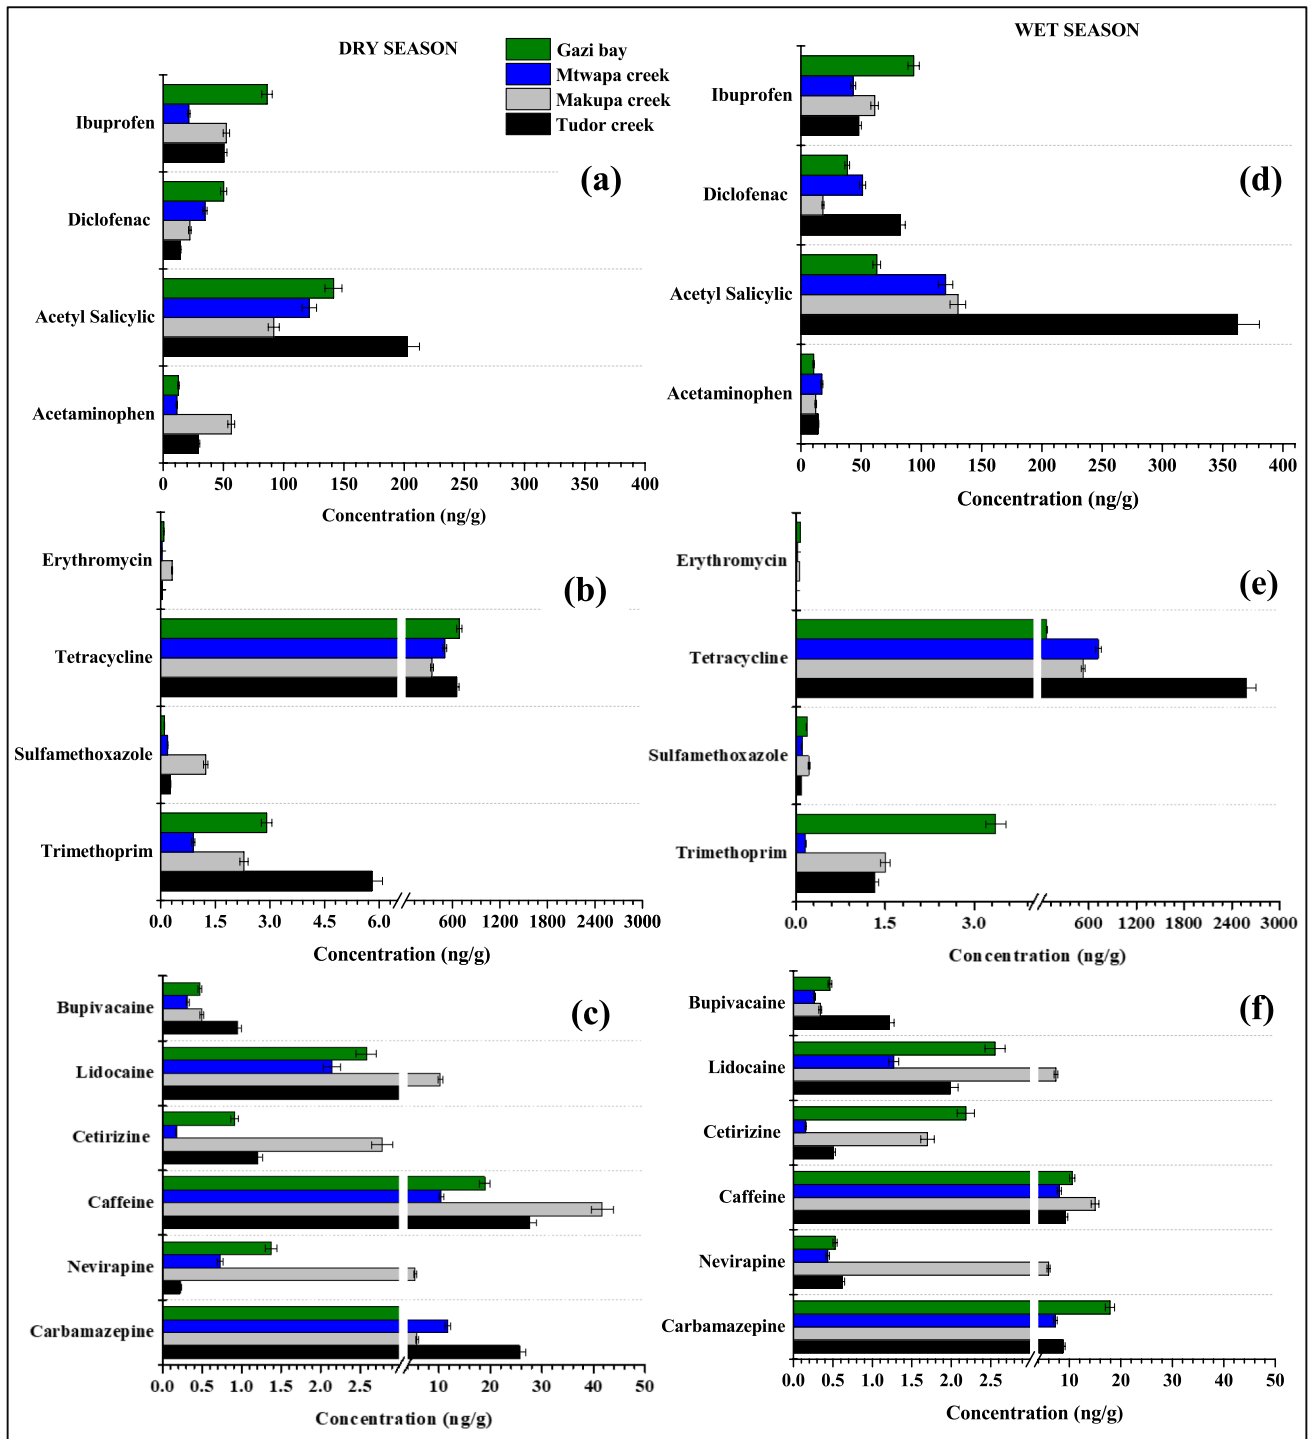 DRY SEASON
Gazi bay
Mtwapa creek
Makupa creek
Tudor creek
(a)
Ibuprofen
Diclofenac
Acetyl Salicylic
Acetaminophen
0 50 100 150 200 250 300 350 400
Concentration (ng/g)
WET SEASON
(d)
Ibuprofen
Diclofenac
Acetyl Salicylic
Acetaminophen
0 50 100 150 200 250 300 350 400
Concentration (ng/g)
(b)
Erythromycin
Tetracycline
Sulfamethoxazole
Trimethoprim
0.0 1.5 3.0 4.5 6.0 600 1200 1800 2400 3000
Concentration (ng/g)
(e)
Erythromycin
Tetracycline
Sulfamethoxazole
Trimethoprim
0.0 1.5 3.0 600 1200 1800 2400 3000
Concentration (ng/g)
(c)
Bupivacaine
Lidocaine
Cetirizine
Caffeine
Nevirapine
Carbamazepine
0.0 0.5 1.0 1.5 2.0 2.5 10 20 30 40 50
Concentration (ng/g)
(f)
Bupivacaine
Lidocaine
Cetirizine
Caffeine
Nevirapine
Carbamazepine
0.0 0.5 1.0 1.5 2.0 2.5 10 20 30 40 50
Concentration (ng/g)